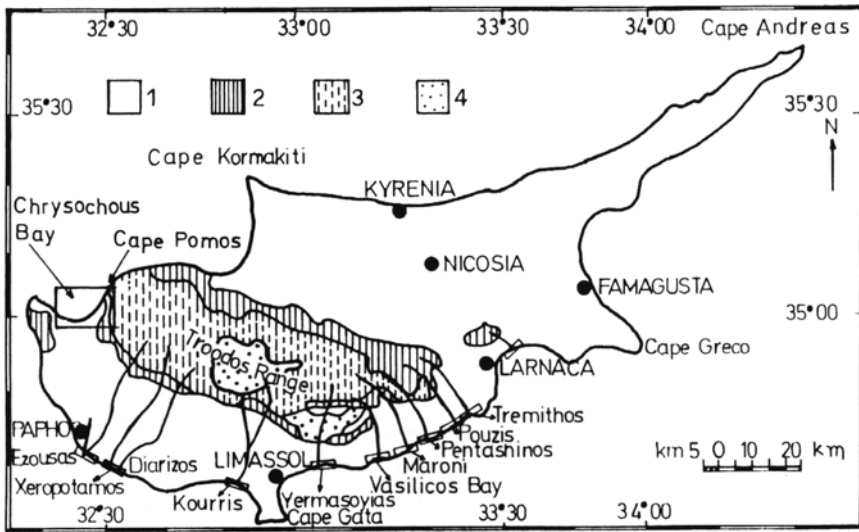 32°30 33°00 33°30 34°00
Cape Andreas
35°30 1 2 3 4 35°30
N
Cape Kormakiti
KYRENIA
Chrysochous
Bay
Cape Pomos
NICOSIA
FAMAGUSTA
35°00
Troodos Range
Cape Greco
LARNACA
Tremithos
PAPHOS
Pouzis
Ezousas
Diarizos
LIMASSOL
Pentashinos
km 5 0 10 20 km
Maroni
Xeropotamos
Kourris
Yermasoyias
Vasilicos Bay
Cape Gata
32°30 33°30 34°00